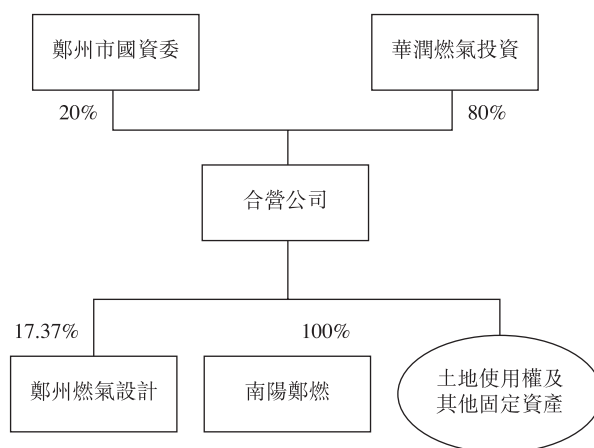 鄭州市國資委
華潤燃氣投資
20%
80%
合營公司
17.37%
100%
鄭州燃氣設計
南陽鄭燃
土地使用權及
其他固定資產